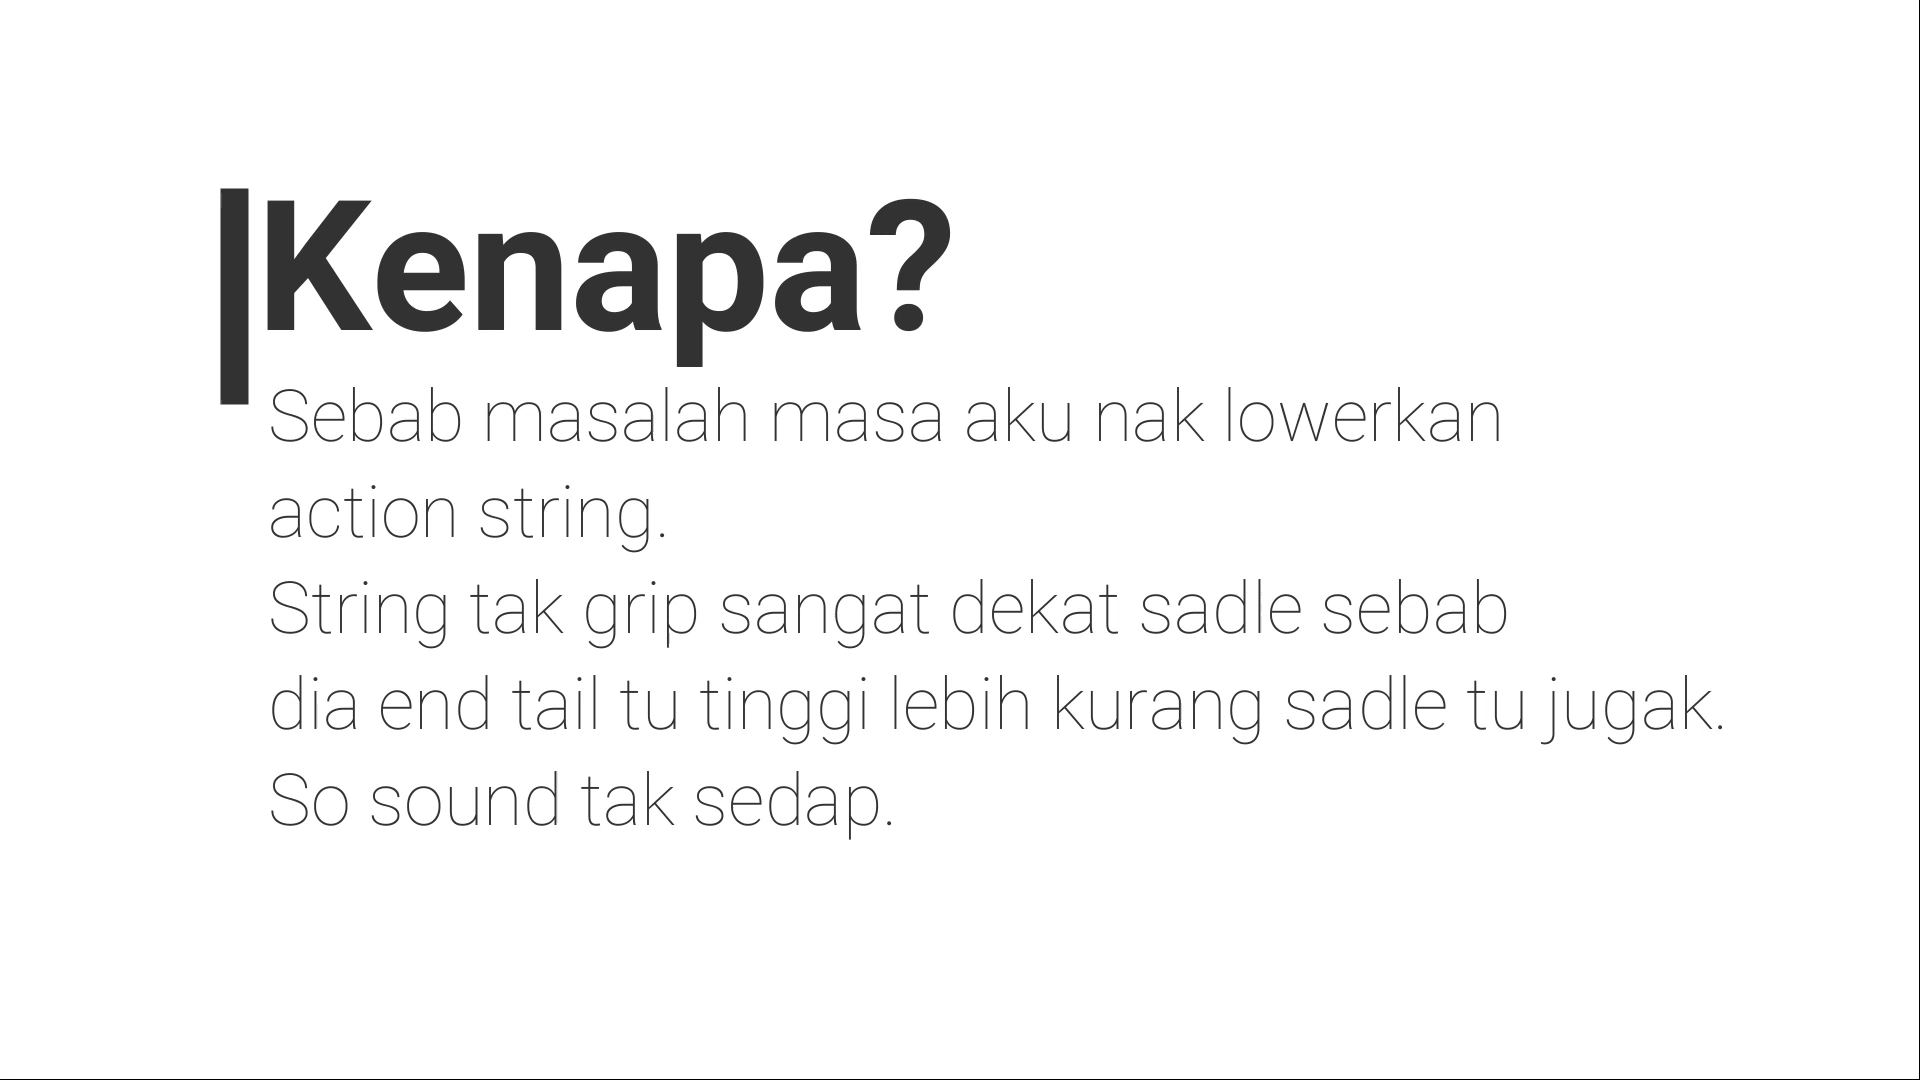 Kenapa?
Sebab masalah masa aku nak lowerkan
action string.
String tak grip sangat dekat sadle sebab
dia end tail tu tinggi lebih kurang sadle tu jugak.
So sound tak sedap.